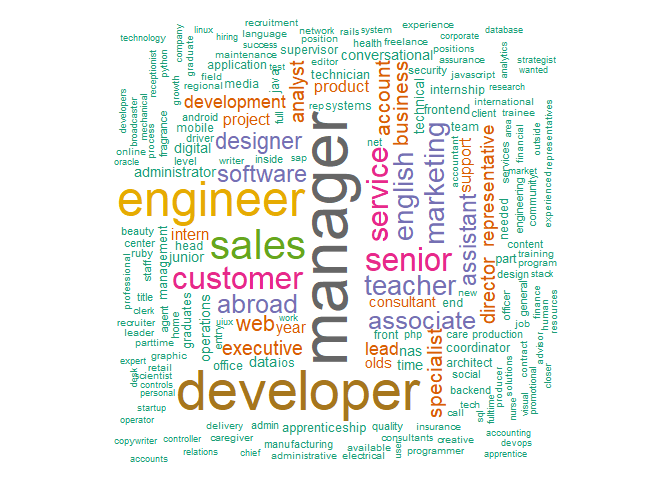 linux
recruitment
network
rails
system
experience
technology
hiring
language
position
corporate
database
company
success
supervisor
health
freelance
positions
graduate
maintenance
editor
conversational
assurance
analytics
strategist
receptionist
python
application
test
technician
security
javascript
wanted
field
regional
media
java
analyst
product
account
business
internship
research
growth
developers
broadcaster
mechanical
development
full
rep
systems
technical
frontend
international
android
project
manager
client
trainee
process
fragrance
mobile
designer
team
area
outside
representatives
driver
net
service
english
marketing
accountant
support
services
financial
online
digital
writer
inside
sap
oracle
level
software
market
engineering
community
experienced
administrator
assistant
representative
engineer
senior
needed
beauty
intern
sales
content
center
head
training
ruby
management
junior
customer
teacher
part
program
staff
director
design
stack
professional
title
graduates
abroad
consultant
end
new
officer
general
finance
human
resources
clerk
agent
home
uiux
work
associate
recruiter
operations
entry
web
year
front
php
care
production
job
leader
executive
lead
nas
coordinator
parttime
specialist
graphic
office
data
ios
olds
time
architect
contract
advisor
closer
expert
retail
social
desk
scientist
developer
backend
producer
solutions
visual
promotional
controls
personal
tech
sql
fulltime
nurse
startup
call
operator
delivery
admin
apprenticeship
quality
insurance
accounting
copywriter
controller
caregiver
consultants
creative
devops
manufacturing
available
user
relations
chief
programmer
apprentice
accounts
administrative
electrical